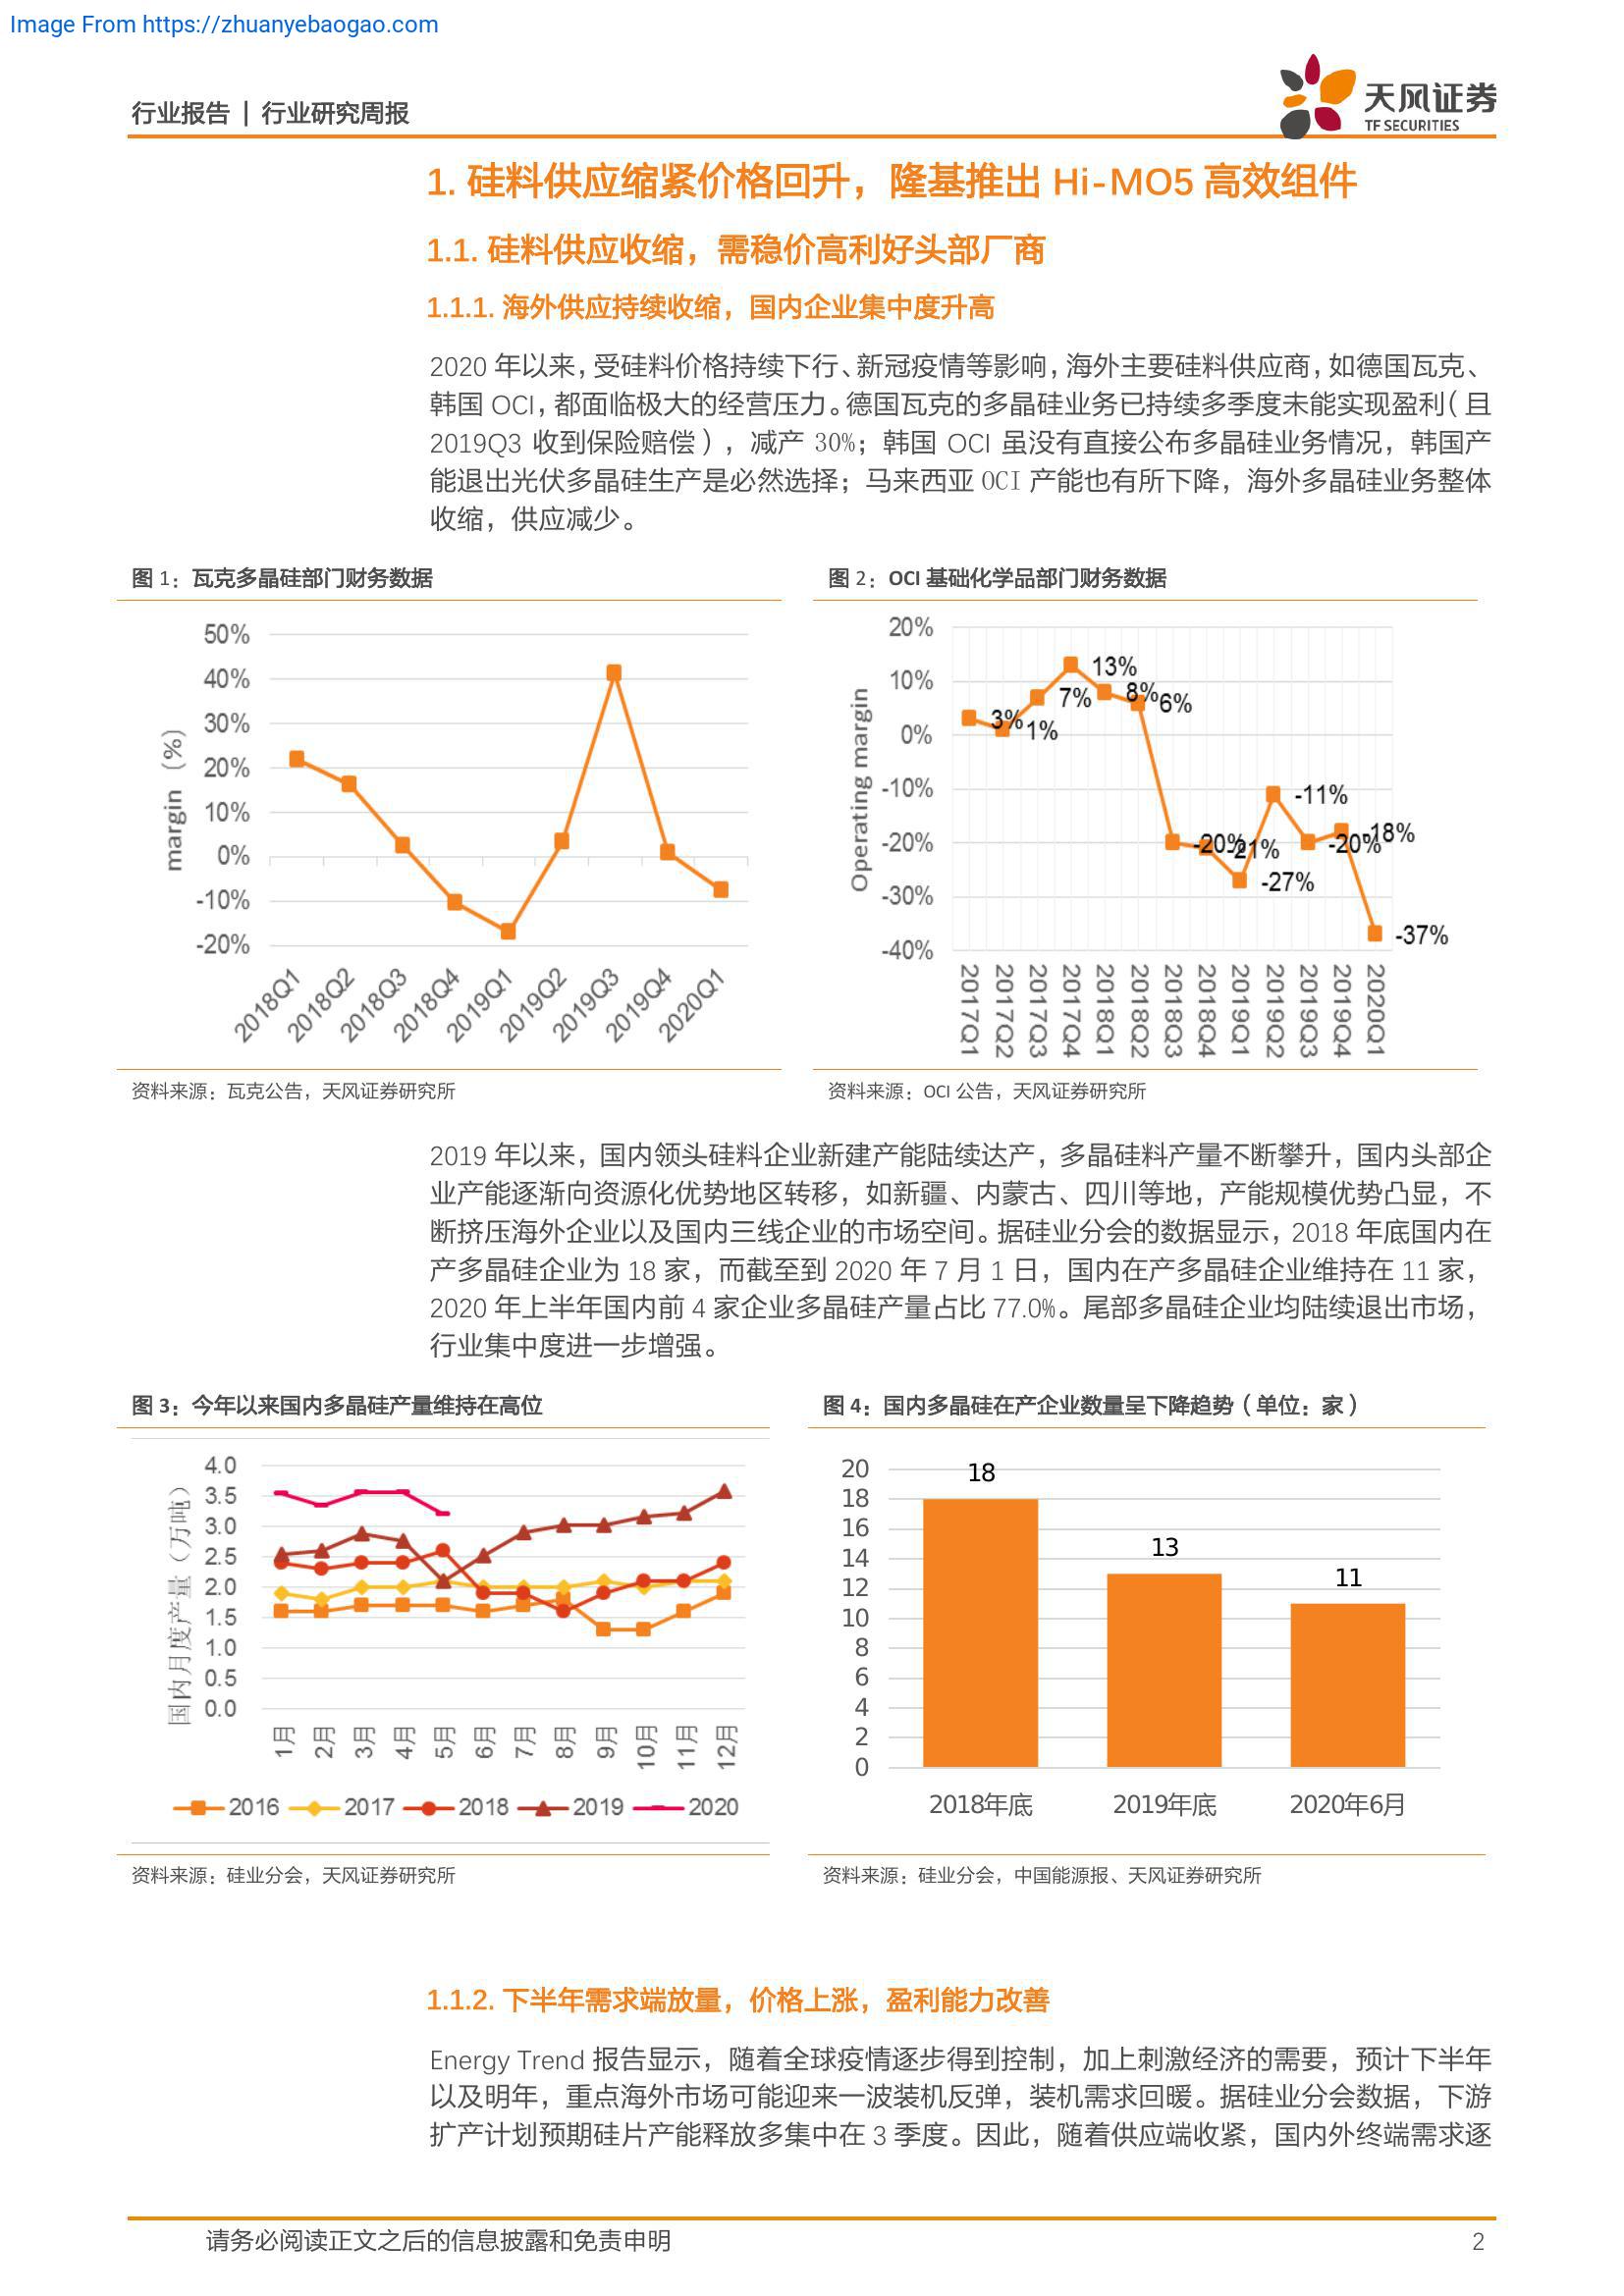 Image From https://zhuanyebaogao.com
行业报告 | 行业研究周报
天风证券
TF SECURITIES
1. 硅料供应缩紧价格回升，隆基推出 Hi-MO5 高效组件
1.1. 硅料供应收缩，需稳价高利好头部厂商
1.1.1. 海外供应持续收缩，国内企业集中度升高
2020 年以来，受硅料价格持续下行、新冠疫情等影响，海外主要硅料供应商，如德国瓦克、
韩国 OCI，都面临极大的经营压力。德国瓦克的多晶硅业务已持续多季度未能实现盈利（且
2019Q3 收到保险赔偿），减产 30%；韩国 OCI 虽没有直接公布多晶硅业务情况，韩国产
能退出光伏多晶硅生产是必然选择；马来西亚 OCI 产能也有所下降，海外多晶硅业务整体
收缩，供应减少。
图 1：瓦克多晶硅部门财务数据
margin （%）
50%
40%
30%
20%
10%
0%
-10%
-20%
2018Q1
2018Q2
2018Q3
2018Q4
2019Q1
2019Q2
2019Q3
2019Q4
2020Q1
资料来源：瓦克公告，天风证券研究所
图 2：OCI 基础化学品部门财务数据
Operating margin
20%
10%
0%
-10%
-20%
-30%
-40%
3%
1%
7%
13%
8%
6%
-20%
-21%
-27%
-11%
-20%
-18%
-37%
2017Q1
2017Q2
2017Q3
2017Q4
2018Q1
2018Q2
2018Q3
2018Q4
2019Q1
2019Q2
2019Q3
2019Q4
2020Q1
资料来源：OCI 公告，天风证券研究所
2019 年以来，国内领头硅料企业新建产能陆续达产，多晶硅料产量不断攀升，国内头部企
业产能逐渐向资源化优势地区转移，如新疆、内蒙古、四川等地，产能规模优势凸显，不
断挤压海外企业以及国内三线企业的市场空间。据硅业分会的数据显示，2018 年底国内在
产多晶硅企业为 18 家，而截至到 2020 年 7 月 1 日，国内在产多晶硅企业维持在 11 家，
2020 年上半年国内前 4 家企业多晶硅产量占比 77.0%。尾部多晶硅企业均陆续退出市场，
行业集中度进一步增强。
图 3：今年以来国内多晶硅产量维持在高位
国内月度产量（万吨）
4.0
3.5
3.0
2.5
2.0
1.5
1.0
0.5
0.0
1月
2月
3月
4月
5月
6月
7月
8月
9月
10月
11月
12月
2016 2017 2018 2019 2020
资料来源：硅业分会，天风证券研究所
图 4：国内多晶硅在产企业数量呈下降趋势（单位：家）
20
18
16
14
12
10
8
6
4
2
0
18
13
11
2018年底
2019年底
2020年6月
资料来源：硅业分会，中国能源报、天风证券研究所
1.1.2. 下半年需求端放量，价格上涨，盈利能力改善
Energy Trend 报告显示，随着全球疫情逐步得到控制，加上刺激经济的需要，预计下半年
以及明年，重点海外市场可能迎来一波装机反弹，装机需求回暖。据硅业分会数据，下游
扩产计划预期硅片产能释放多集中在 3 季度。因此，随着供应端收紧，国内外终端需求逐
请务必阅读正文之后的信息披露和免责申明
2